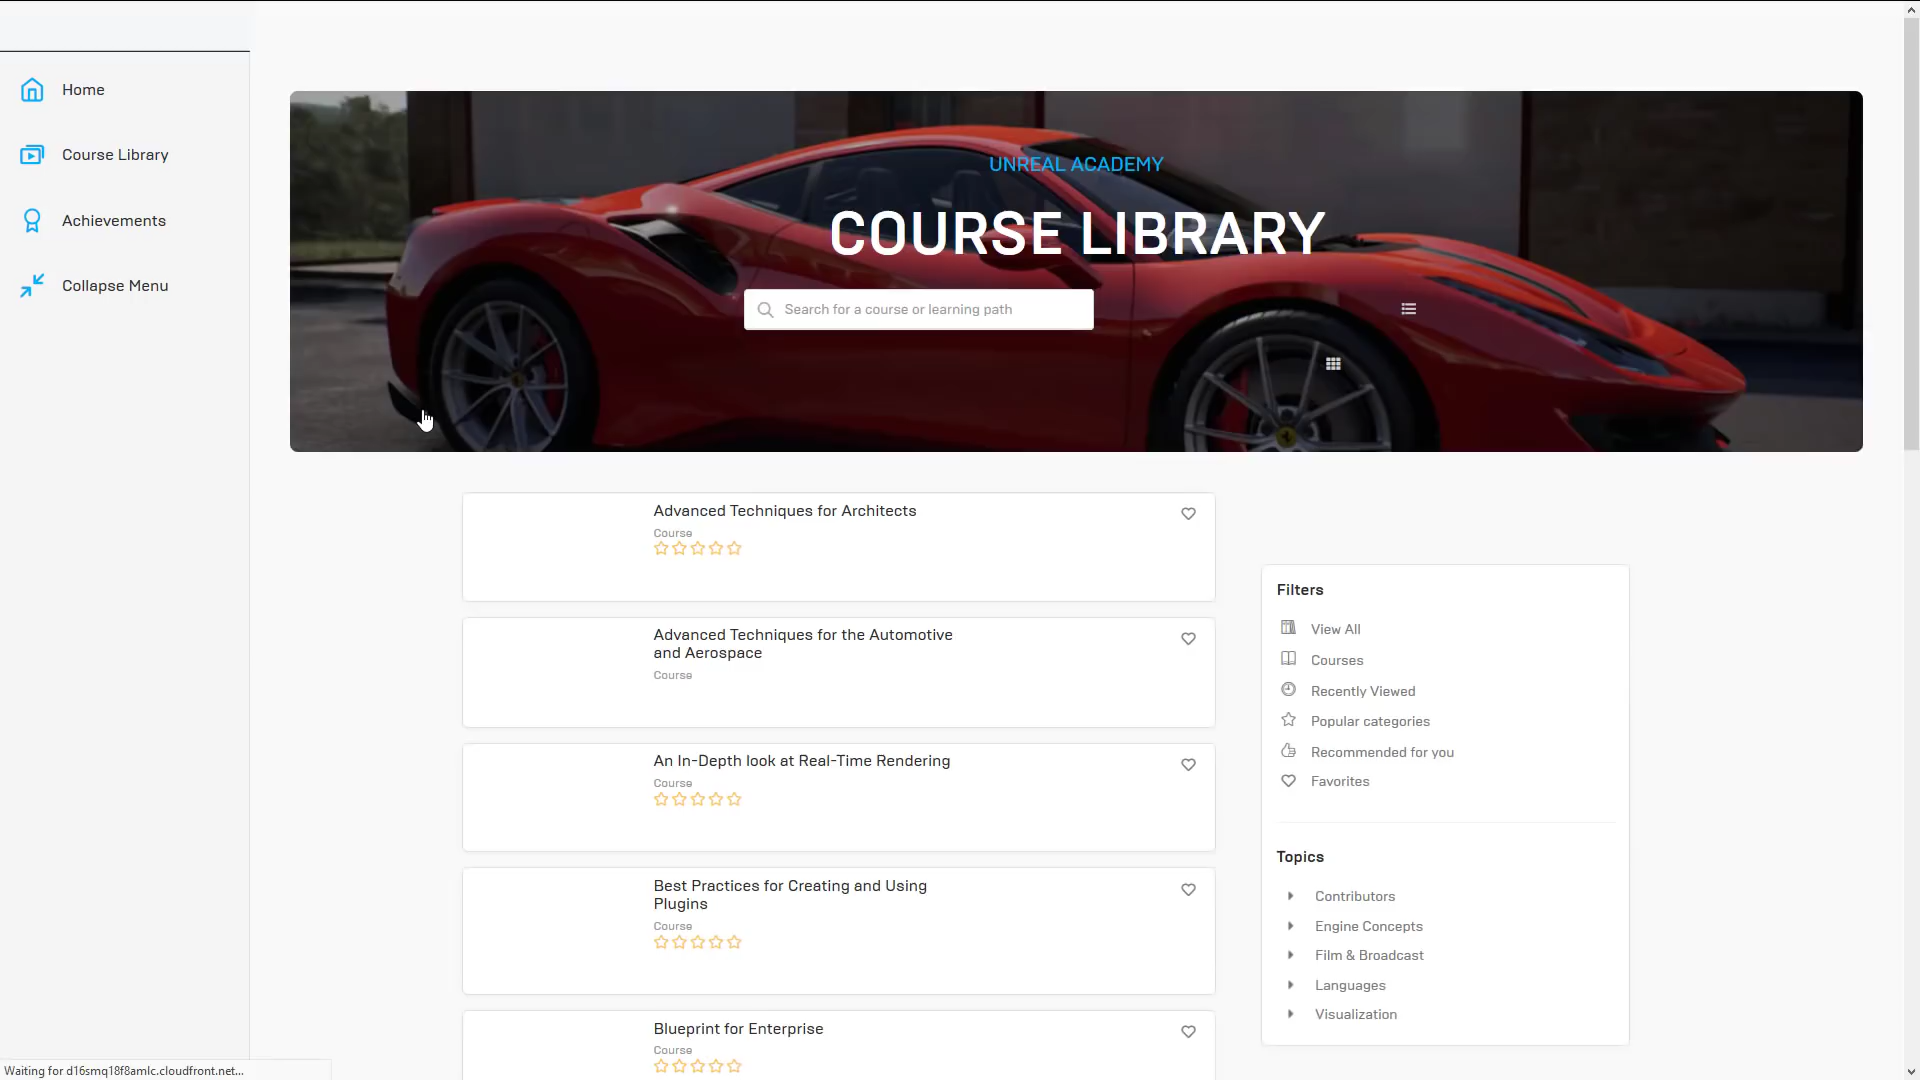 Home
Course Library
Achievements
Collapse Menu
UNREAL ACADEMY
COURSE LIBRARY
Search for a course or learning path
Advanced Techniques for Architects
Course
Advanced Techniques for the Automotive
and Aerospace
Course
An In-Depth look at Real-Time Rendering
Course
Best Practices for Creating and Using
Plugins
Course
Blueprint for Enterprise
Course
Filters
View All
Courses
Recently Viewed
Popular categories
Recommended for you
Favorites
Topics
Contributors
Engine Concepts
Film & Broadcast
Languages
Visualization
Waiting for d16smq18f8amlc.cloudfront.net...